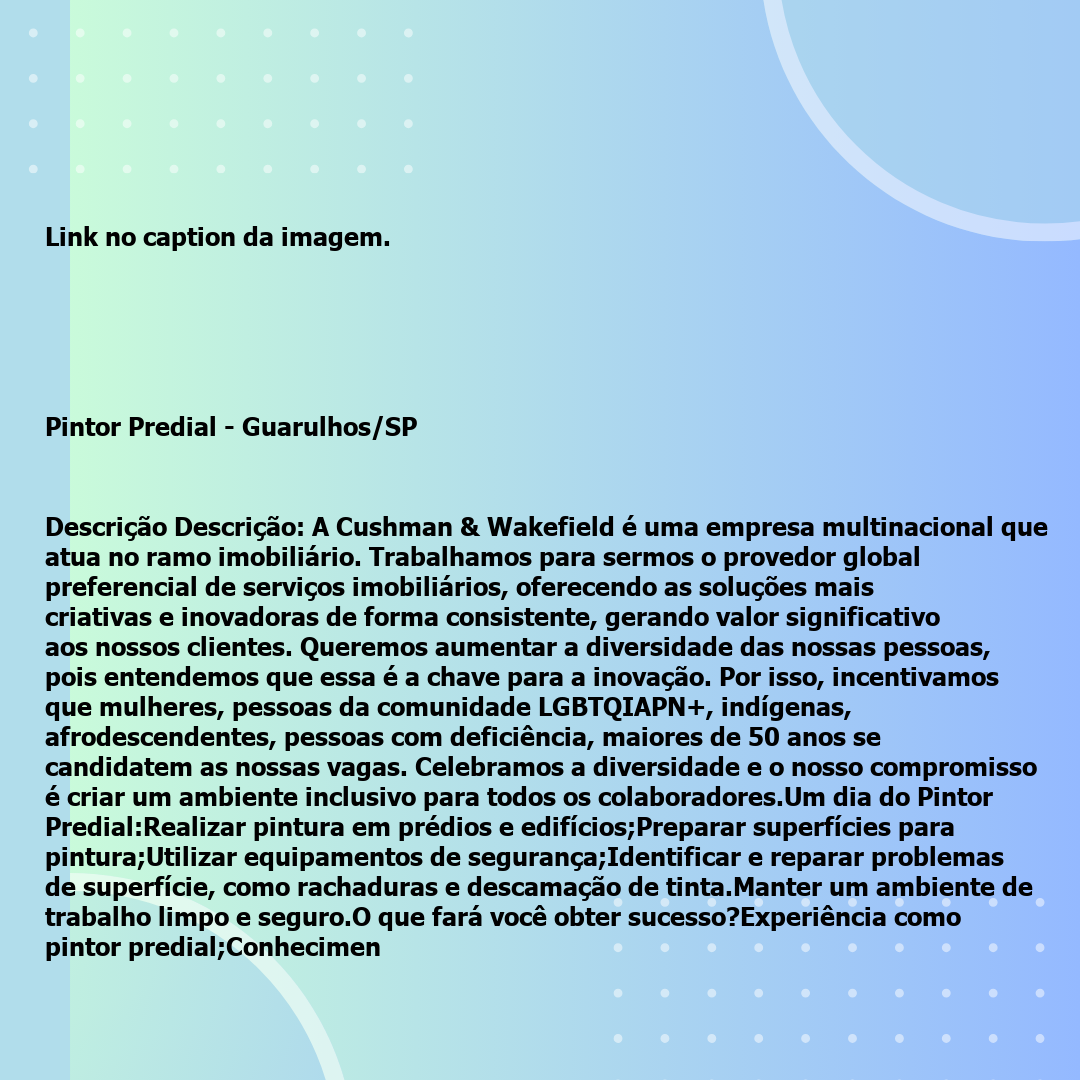 Link no caption da imagem.
Pintor Predial - Guarulhos/SP
Descrição Descrição: A Cushman & Wakefield é uma empresa multinacional que
atua no ramo imobiliário. Trabalhamos para sermos o provedor global
preferencial de serviços imobiliários, oferecendo as soluções mais
criativas e inovadoras de forma consistente, gerando valor significativo
aos nossos clientes. Queremos aumentar a diversidade das nossas pessoas,
pois entendemos que essa é a chave para a inovação. Por isso, incentivamos
que mulheres, pessoas da comunidade LGBTQIAPN+, indígenas,
afrodescendentes, pessoas com deficiência, maiores de 50 anos se
candidatem as nossas vagas. Celebramos a diversidade e o nosso compromisso
é criar um ambiente inclusivo para todos os colaboradores.Um dia do Pintor
Predial:Realizar pintura em prédios e edifícios;Preparar superfícies para
pintura;Utilizar equipamentos de segurança;Identificar e reparar problemas
de superfície, como rachaduras e descamação de tinta.Manter um ambiente de
trabalho limpo e seguro.O que fará você obter sucesso?Experiência como
pintor predial;Conhecimen